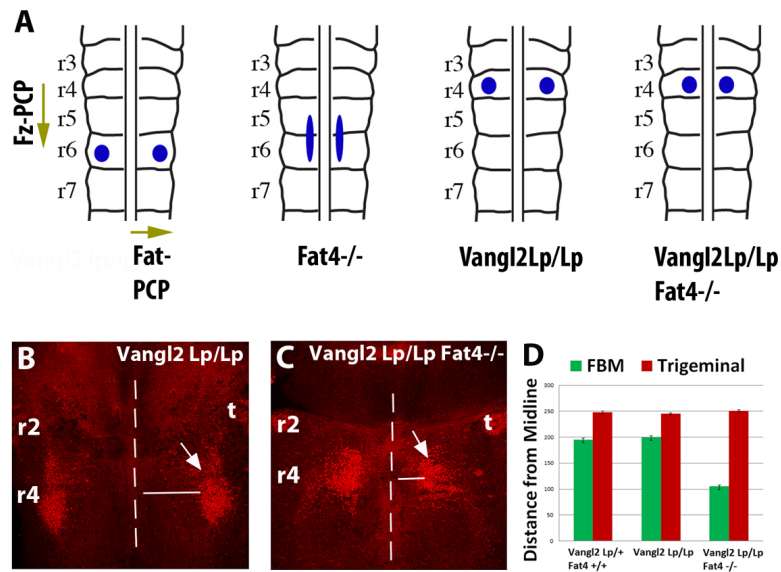 A
Fz-PCP
r3
r4
r5
r6
r7
Fat-
PCP
r3
r4
r5
r6
r7
Fat4-/-
r3
r4
r5
r6
r7
Vangl2Lp/Lp
r3
r4
r5
r6
r7
Vangl2Lp/Lp
Fat4-/-
Vangl2 lp/lp
B
Vangl2 Lp/Lp
t
r2
r4
C
Vangl2 Lp/Lp Fat4-/-
t
r2
r4
D
FBM Trigeminal
Distance from Midline
300
250
200
150
100
50
0
Vangl2 Lp/+
Fat4 +/+
Vangl2 Lp/Lp
Vangl2 Lp/Lp
Fat4 -/-